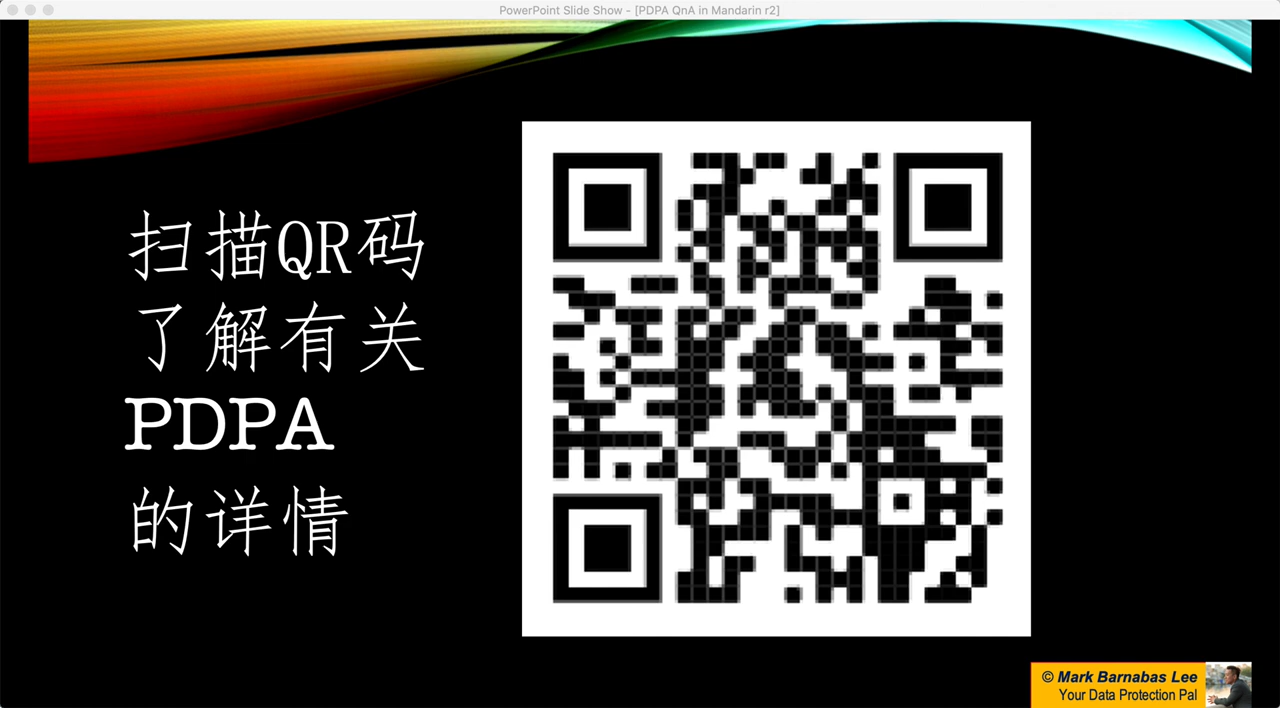 PowerPoint Slide Show - [PDPA QnA in Mandarin r2]
扫描QR码
了解有关
PDPA
的详情
© Mark Barnabas Lee
Your Data Protection Pal